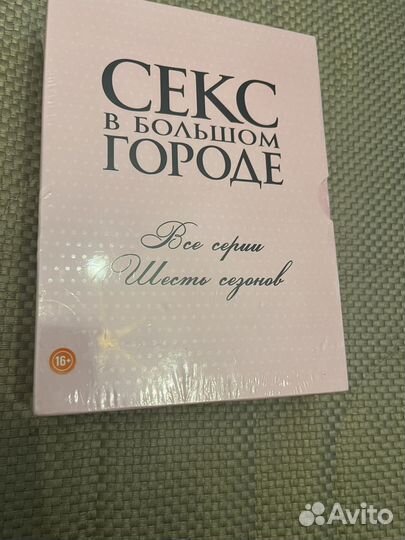 СЕКС
В БОЛЬШОМ
ГОРОДЕ
Все серии
Шесть сезонов
16+
Avito